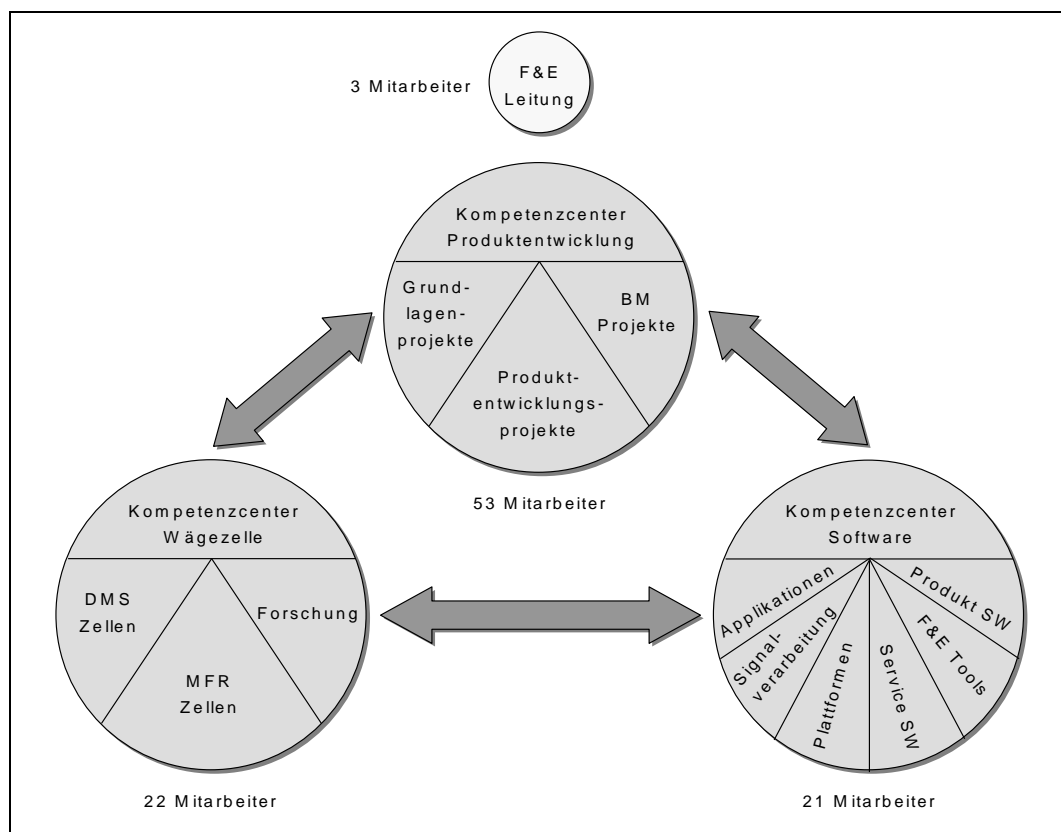 3 Mitarbeiter
F&E
Leitung
Kompetenzcenter
Produktentwicklung
Grund-
lagen-
projekte
BM
Projekte
Produkt-
entwicklungs-
projekte
53 Mitarbeiter
Kompetenzcenter
Wägezelle
DMS
Zellen
MFR
Zellen
Forschung
22 Mitarbeiter
Kompetenzcenter
Software
Applikationen
Signal-
verarbeitung
Plattformen
Service SW
F&E Tools
Produkt SW
21 Mitarbeiter